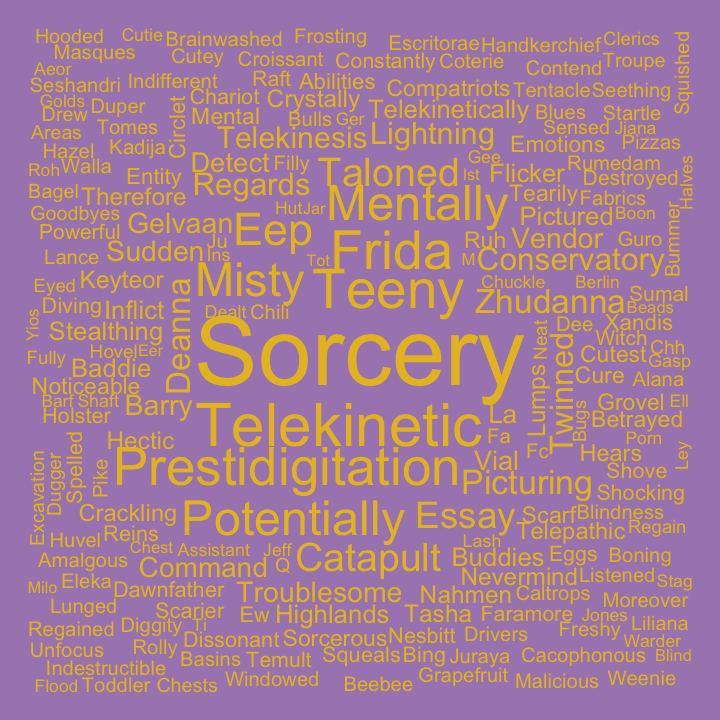 Hooded Cutie Brainwashed Frosting Escritorae Handkerchief Clerics
Masques Cutey Croissant Constantly Coterie Contend Troupe
Aeor Seshandri Indifferent Raft Abilities Compatriots Tentacle Seething Squished
Golds Duper Chariot Crystally Telekinetically Blues Startle
Drew Tomes Circlet Mental Bulls Ger Lightning Emotions Sensed Jiana
Areas Kadija Telekinesis Pizzas
Hazel Walla Detect Filly Taloned Gee Flicker Rumedam Halves
Roh Entity Regards Ist Destroyed
Bagel Therefore Hut Jar Mentally Tearily Fabrics
Goodbyes Gelvaan Eep Pictured Boon
Powerful Sudden Ju Ins Frida Ruh Vendor Guro Bummer
Lance Tot M Conservatory
Eyed Keyteor Deanna Misty Teeny Chuckle Berlin Sumal
Diving Inflict Dealt Chili Zhudanna Beads
Yios Stealthing Sorcery Neat Dee Xandis
Fully Hovel Eer Witch Chh
Baddie Lumps Twinned Cutest Gasp
Noticeable Cure Alana
Barf Shaft Barry Telekinetic La Bugs Grovel Ell
Holster Betrayed
Hectic Fa Porn Ley
Excavation Dugger Spelled Pike Prestidigitation Vial Fc Hears
Picturing Shove
Shocking
Crackling Potentially Essay Scarf Blindness
Huvel Reins Telepathic Regain
Chest Assistant Jeff Lash
Amalgous Command Q Catapult Buddies Eggs Boning
Milo Eleka Nevermind Listened Stag
Dawnfather Troublesome Nahmen Caltrops Moreover
Lunged Scarier Ew Highlands Tasha Faramore Jones
Regained Diggity Ti Freshy Liliana
Unfocus Rolly Dissonant Sorcerous Nesbitt Drivers Warder
Indestructible Basins Temult Squeals Bing Juraya Cacophonous Blind
Flood Toddler Chests Windowed Beebee Grapefruit Malicious Weenie